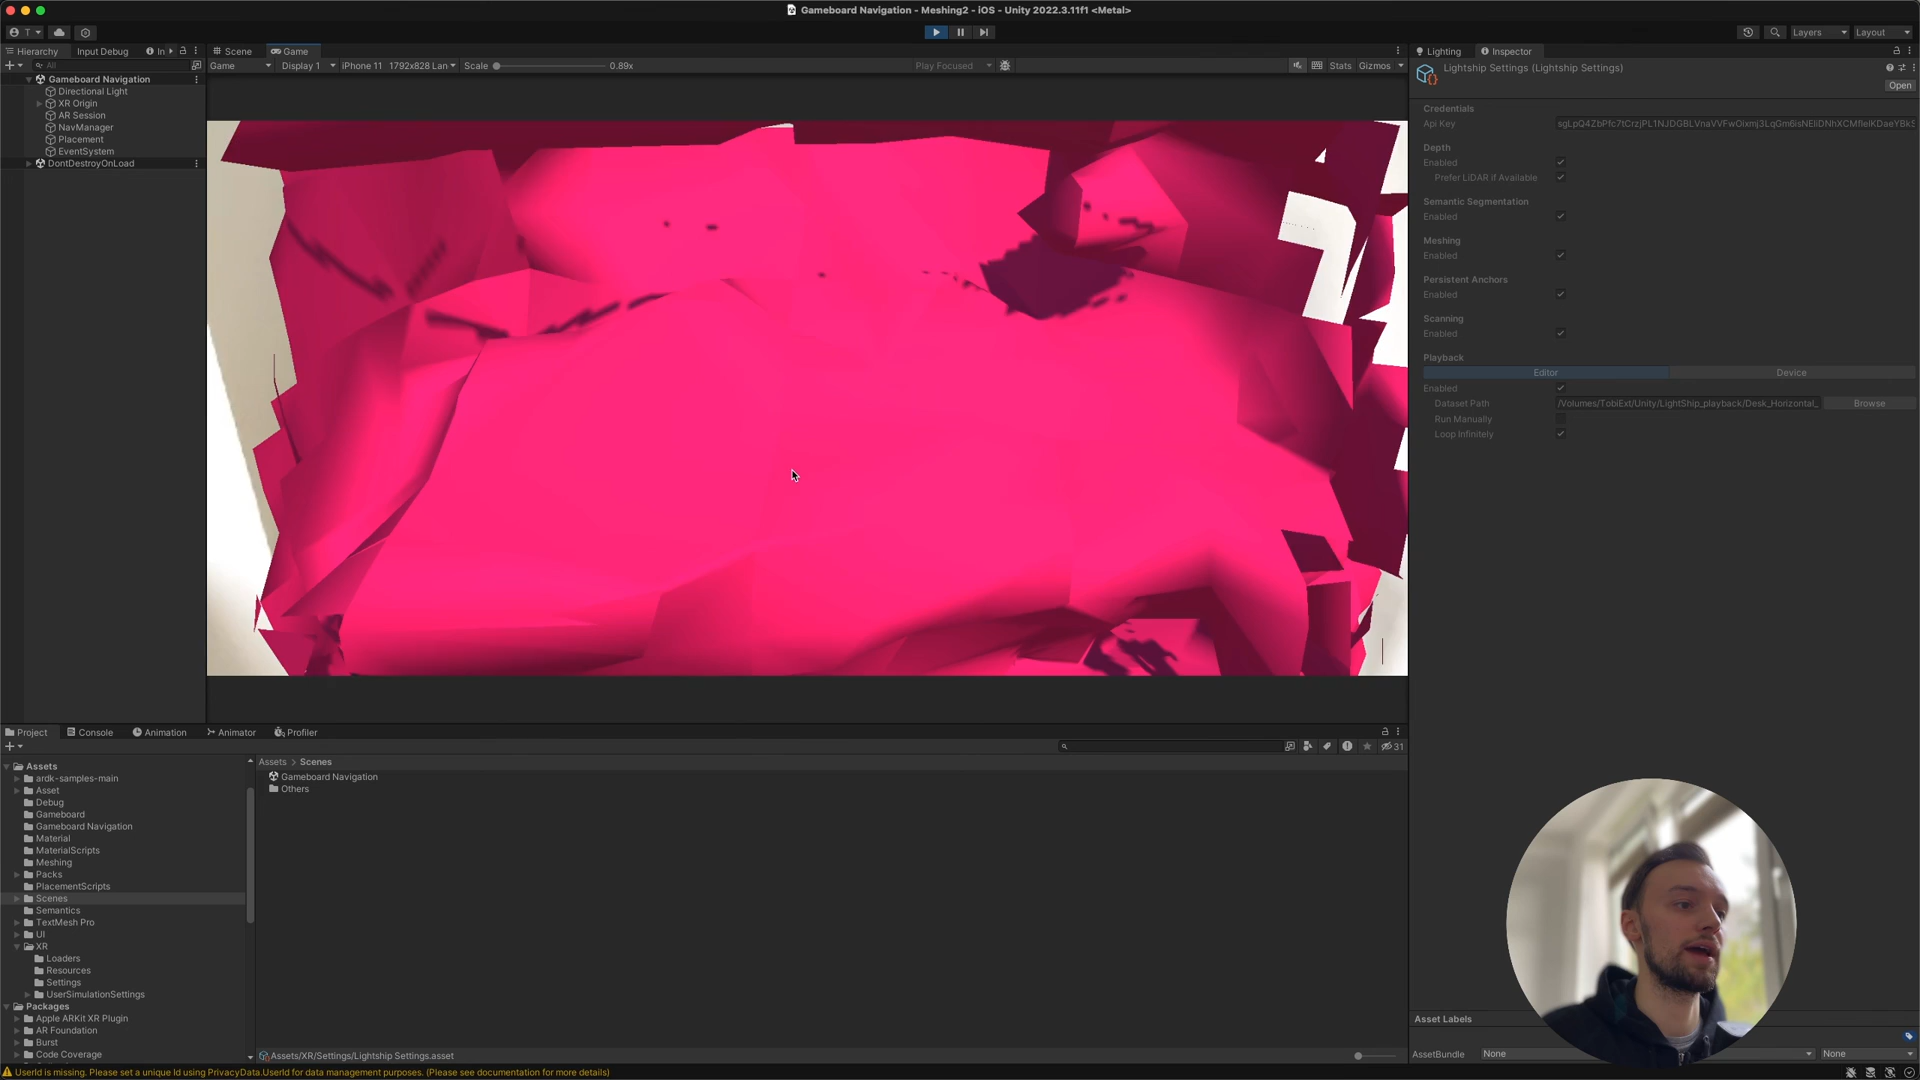 Gameboard Navigation - Meshing2 - iOS - Unity 2022.3.11f1 <Metal>
T
Layers
Layout
Hierarchy
Input Debug
In
Scene
Game
Lighting
Inspector
All
Game
Display 1
iPhone 11 1792x828 Lan
Scale
0.89x
Play Focused
Stats
Gizmos
Lightship Settings (Lightship Settings)
Open
Gameboard Navigation
Directional Light
XR Origin
AR Session
NavManager
Placement
EventSystem
DontDestroyOnLoad
Credentials
Api Key
Depth
Enabled
Prefer LiDAR if Available
Semantic Segmentation
Enabled
Meshing
Enabled
Persistent Anchors
Enabled
Scanning
Enabled
Playback
Editor
Device
Enabled
Dataset Path
/Volumes/TobiExt/Unity/LightShip_playback/Desk_Horizontal_
Browse
Run Manually
Loop Infinitely
Project
Console
Animation
Animator
Profiler
31
Assets
ardk-samples-main
Asset
Debug
Gameboard
Gameboard Navigation
Material
MaterialScripts
Meshing
Packs
PlacementScripts
Scenes
Semantics
TextMesh Pro
UI
XR
Loaders
Resources
Settings
UserSimulationSettings
Packages
Apple ARKit XR Plugin
AR Foundation
Burst
Code Coverage
Assets > Scenes
Gameboard Navigation
Others
Assets/XR/Settings/Lightship Settings.asset
Asset Labels
AssetBundle
None
None
UserId is missing. Please set a unique Id using PrivacyData.UserId for data management purposes. (Please see documentation for more details)